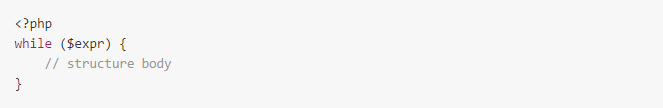 <?php
while ($expr) {
    // structure body
}